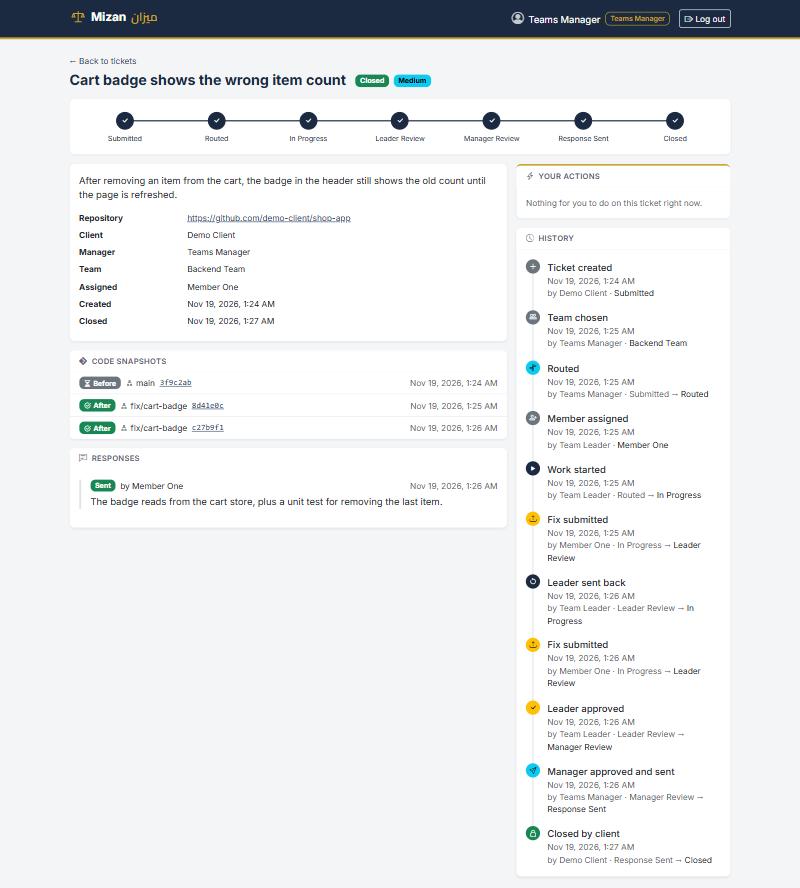 Mizan ميزان
Teams Manager Teams Manager Log out
← Back to tickets
Cart badge shows the wrong item count Closed Medium
Submitted Routed In Progress Leader Review Manager Review Response Sent Closed
After removing an item from the cart, the badge in the header still shows the old count until
the page is refreshed.
Repository https://github.com/demo-client/shop-app
Client Demo Client
Manager Teams Manager
Team Backend Team
Assigned Member One
Created Nov 19, 2026, 1:24 AM
Closed Nov 19, 2026, 1:27 AM
CODE SNAPSHOTS
Before main 3f9c2ab Nov 19, 2026, 1:24 AM
After fix/cart-badge 8d41e0c Nov 19, 2026, 1:25 AM
After fix/cart-badge c27b9f1 Nov 19, 2026, 1:26 AM
RESPONSES
Sent by Member One Nov 19, 2026, 1:26 AM
The badge reads from the cart store, plus a unit test for removing the last item.
YOUR ACTIONS
Nothing for you to do on this ticket right now.
HISTORY
Ticket created
Nov 19, 2026, 1:24 AM
by Demo Client · Submitted
Team chosen
Nov 19, 2026, 1:25 AM
by Teams Manager · Backend Team
Routed
Nov 19, 2026, 1:25 AM
by Teams Manager · Submitted → Routed
Member assigned
Nov 19, 2026, 1:25 AM
by Team Leader · Member One
Work started
Nov 19, 2026, 1:25 AM
by Team Leader · Routed → In Progress
Fix submitted
Nov 19, 2026, 1:25 AM
by Member One · In Progress → Leader
Review
Leader sent back
Nov 19, 2026, 1:26 AM
by Team Leader · Leader Review → In
Progress
Fix submitted
Nov 19, 2026, 1:26 AM
by Member One · In Progress → Leader
Review
Leader approved
Nov 19, 2026, 1:26 AM
by Team Leader · Leader Review →
Manager Review
Manager approved and sent
Nov 19, 2026, 1:26 AM
by Teams Manager · Manager Review →
Response Sent
Closed by client
Nov 19, 2026, 1:27 AM
by Demo Client · Response Sent → Closed